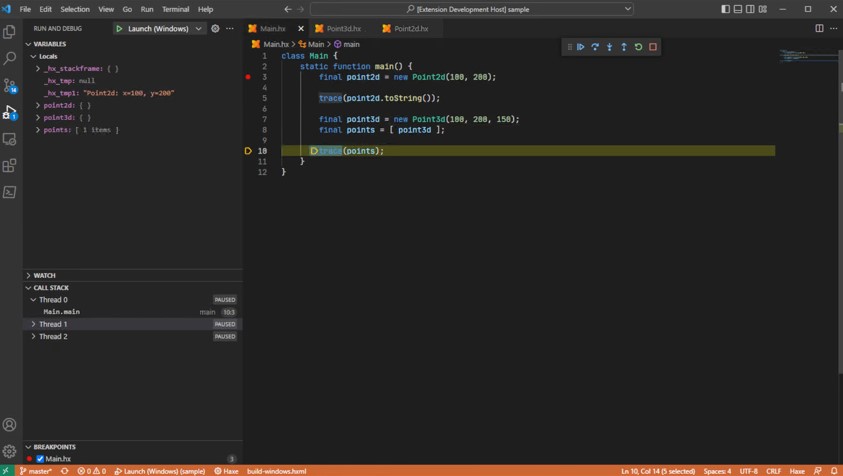 File Edit Selection View Go Run Terminal Help
[Extension Development Host] sample
RUN AND DEBUG
Launch (Windows)
Main.hx
Point3d.hx
Point2d.hx
VARIABLES
Locals
_hx_stackframe: { }
_hx_tmp: null
_hx_tmp1: "Point2d: x=100, y=200"
point2d: { }
point3d: { }
points: [ 1 items ]
Main.hx > Main > main
1 class Main {
2 static function main() {
3 final point2d = new Point2d(100, 200);
4
5 trace(point2d.toString());
6
7 final point3d = new Point3d(100, 200, 150);
8 final points = [ point3d ];
9
10 trace(points);
11 }
12 }
WATCH
CALL STACK
Thread 0 PAUSED
Main.main main 10:3
Thread 1 PAUSED
Thread 2 PAUSED
BREAKPOINTS
Main.hx 3
master* 0 0 Launch (Windows) (sample) Haxe build-windows.hxml Ln 10, Col 14 (5 selected) Spaces: 4 UTF-8 CRLF Haxe